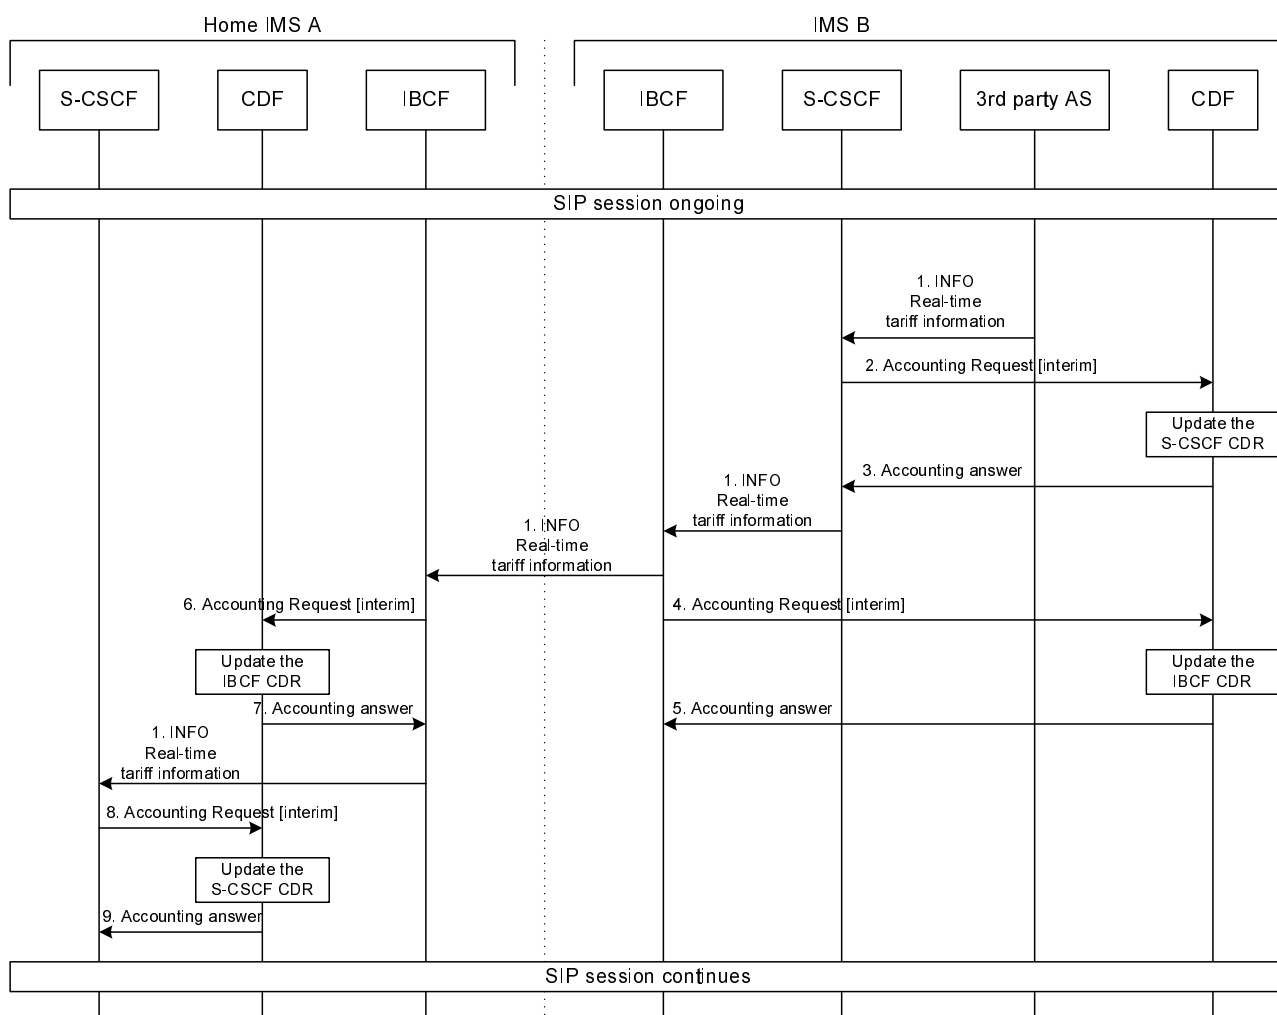 Home IMS A
IMS B
S-CSCF
CDF
IBCF
IBCF
S-CSCF
3rd party AS
CDF
SIP session ongoing
1. INFO
Real-time
tariff information
2. Accounting Request [interim]
Update the
S-CSCF CDR
3. Accounting answer
1. INFO
Real-time
tariff information
1. INFO
Real-time
tariff information
6. Accounting Request [interim]
4. Accounting Request [interim]
Update the
IBCF CDR
Update the
IBCF CDR
7. Accounting answer
5. Accounting answer
1. INFO
Real-time
tariff information
8. Accounting Request [interim]
Update the
S-CSCF CDR
9. Accounting answer
SIP session continues